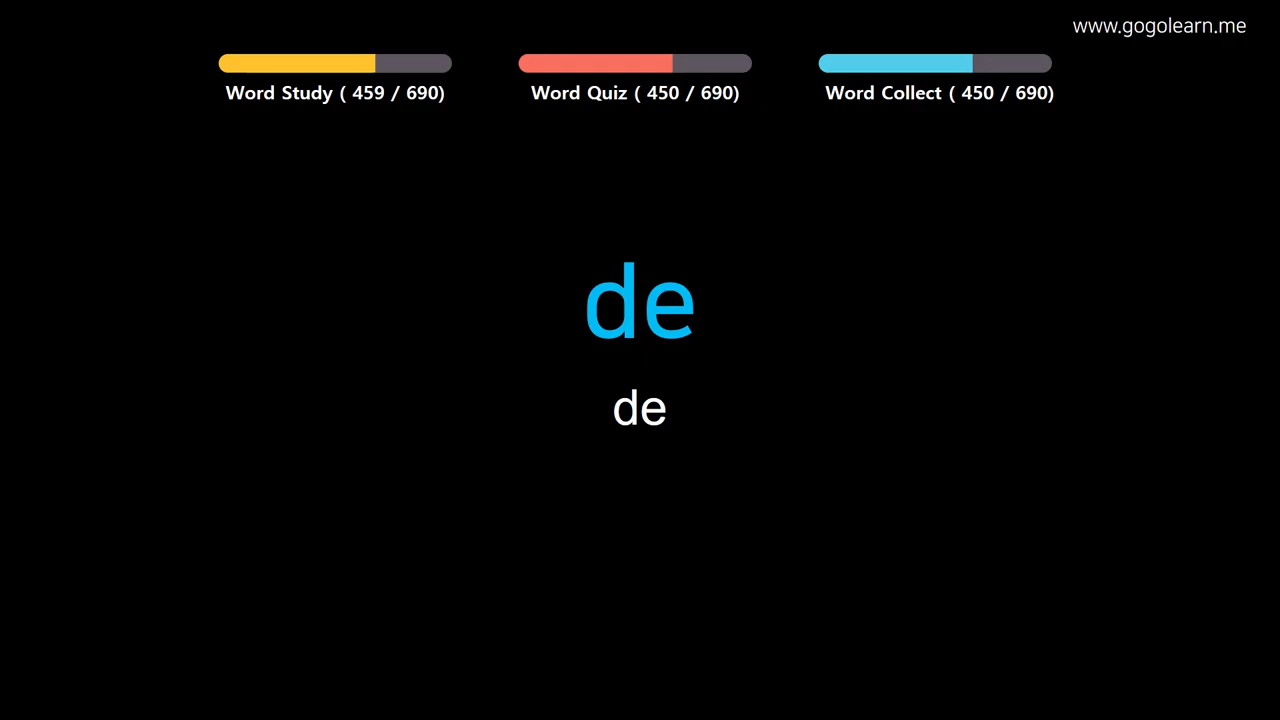 www.gogolearn.me
Word Study ( 459 / 690)
Word Quiz ( 450 / 690)
Word Collect ( 450 / 690)
de
de